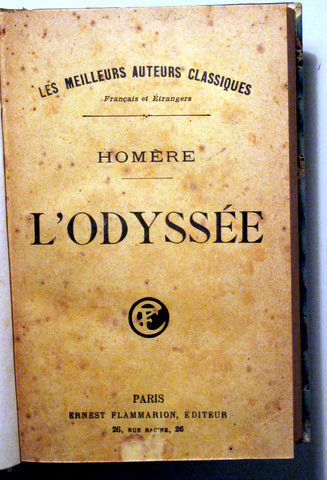 LES MEILLEURS AUTEURS CLASSIQUES
Français et Étrangers
HOMÈRE
L'ODYSSÉE
PARIS
ERNEST FLAMMARION, ÉDITEUR
26, RUE RACINE, 26